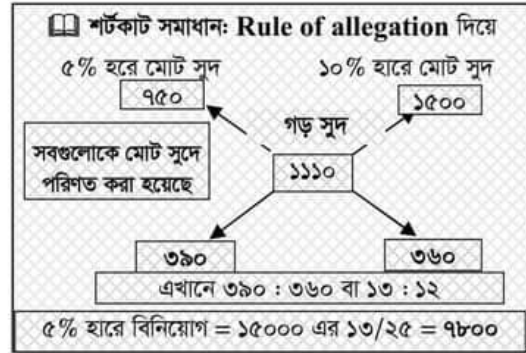 শর্টকাট সমাধানঃ Rule of allegation দিয়ে
৫% হরে মোট সুদ ১০% হারে মোট সুদ
৭৫০ ১৫০০
গড় সুদ
সবগুলোকে মোট সুদে
পরিণত করা হয়েছে
১১১০
৩৯০ ৩৬০
এখানে ৩৯০ : ৩৬০ বা ১৩ : ১২
৫% হারে বিনিয়োগ = ১৫০০০ এর ১৩/২৫ = ৭৮০০